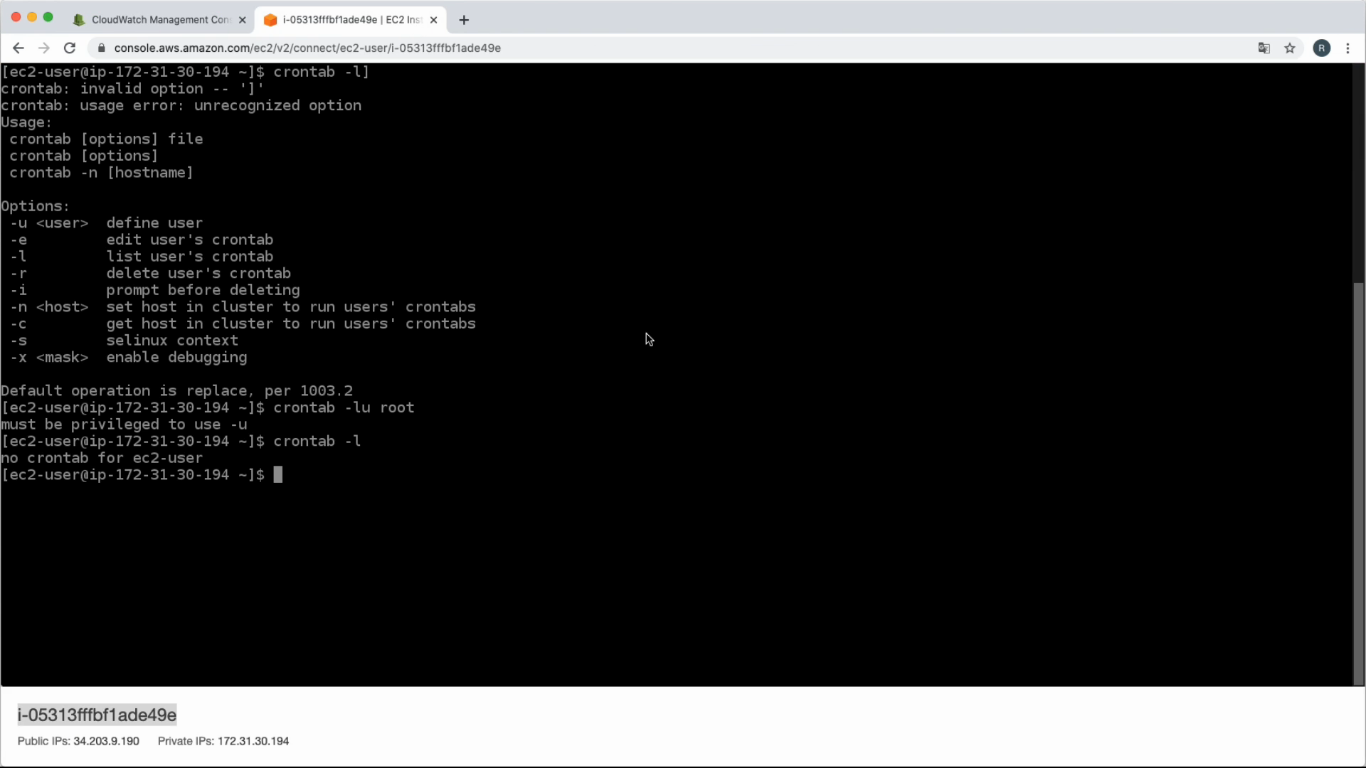 CloudWatch Management Con
i-05313fffbf1ade49e | EC2 Ins
console.aws.amazon.com/ec2/v2/connect/ec2-user/i-05313fffbf1ade49e
R
[ec2-user@ip-172-31-30-194 ~]$ crontab -l]
crontab: invalid option -- ']'
crontab: usage error: unrecognized option
Usage:
 crontab [options] file
 crontab [options]
 crontab -n [hostname]

Options:
 -u <user>  define user
 -e         edit user's crontab
 -l         list user's crontab
 -r         delete user's crontab
 -i         prompt before deleting
 -n <host>  set host in cluster to run users' crontabs
 -c         get host in cluster to run users' crontabs
 -s         selinux context
 -x <mask>  enable debugging

Default operation is replace, per 1003.2
[ec2-user@ip-172-31-30-194 ~]$ crontab -lu root
must be privileged to use -u
[ec2-user@ip-172-31-30-194 ~]$ crontab -l
no crontab for ec2-user
[ec2-user@ip-172-31-30-194 ~]$
i-05313fffbf1ade49e
Public IPs: 34.203.9.190 Private IPs: 172.31.30.194